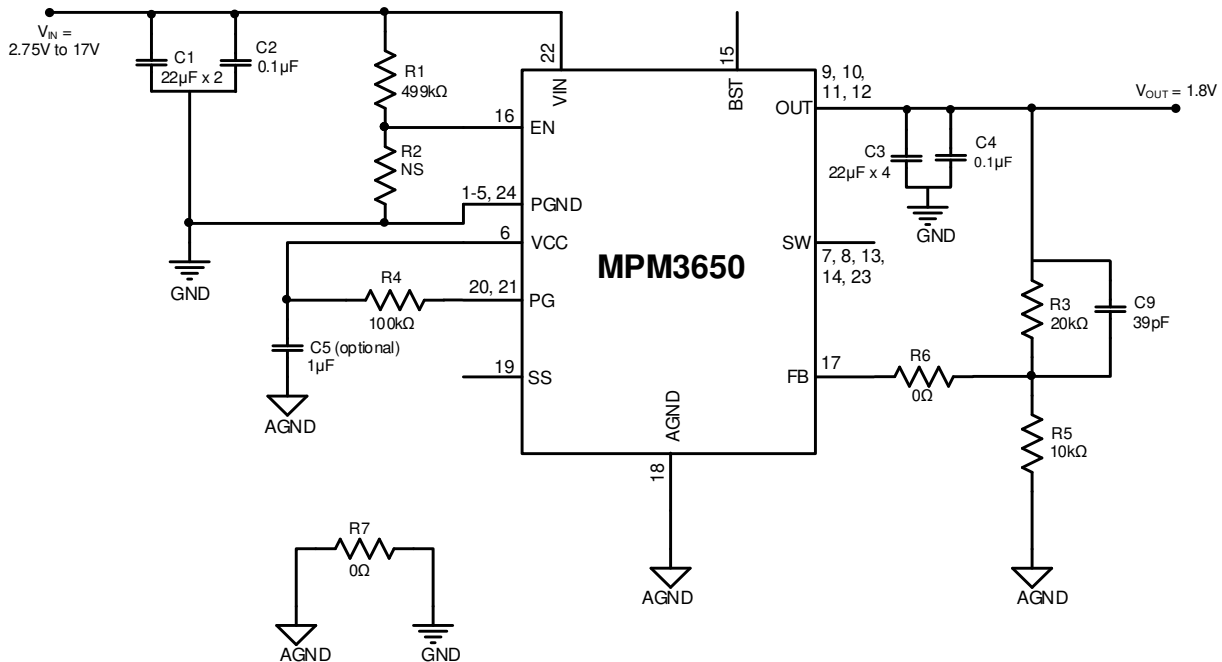 VIN =
2.75V to 17V
C1
22µF x 2
C2
0.1µF
R1
499kΩ
R2
NS
22
VIN
15
BST
9, 10,
11, 12
OUT
VOUT = 1.8V
16
EN
C3
22µF x 4
C4
0.1µF
GND
1-5, 24
PGND
6
VCC
MPM3650
SW
7, 8, 13,
14, 23
GND
R4
100kΩ
20, 21
PG
R3
20kΩ
C9
39pF
C5 (optional)
1µF
AGND
19
SS
17
FB
R6
0Ω
AGND
18
R5
10kΩ
R7
0Ω
AGND
AGND
AGND
GND